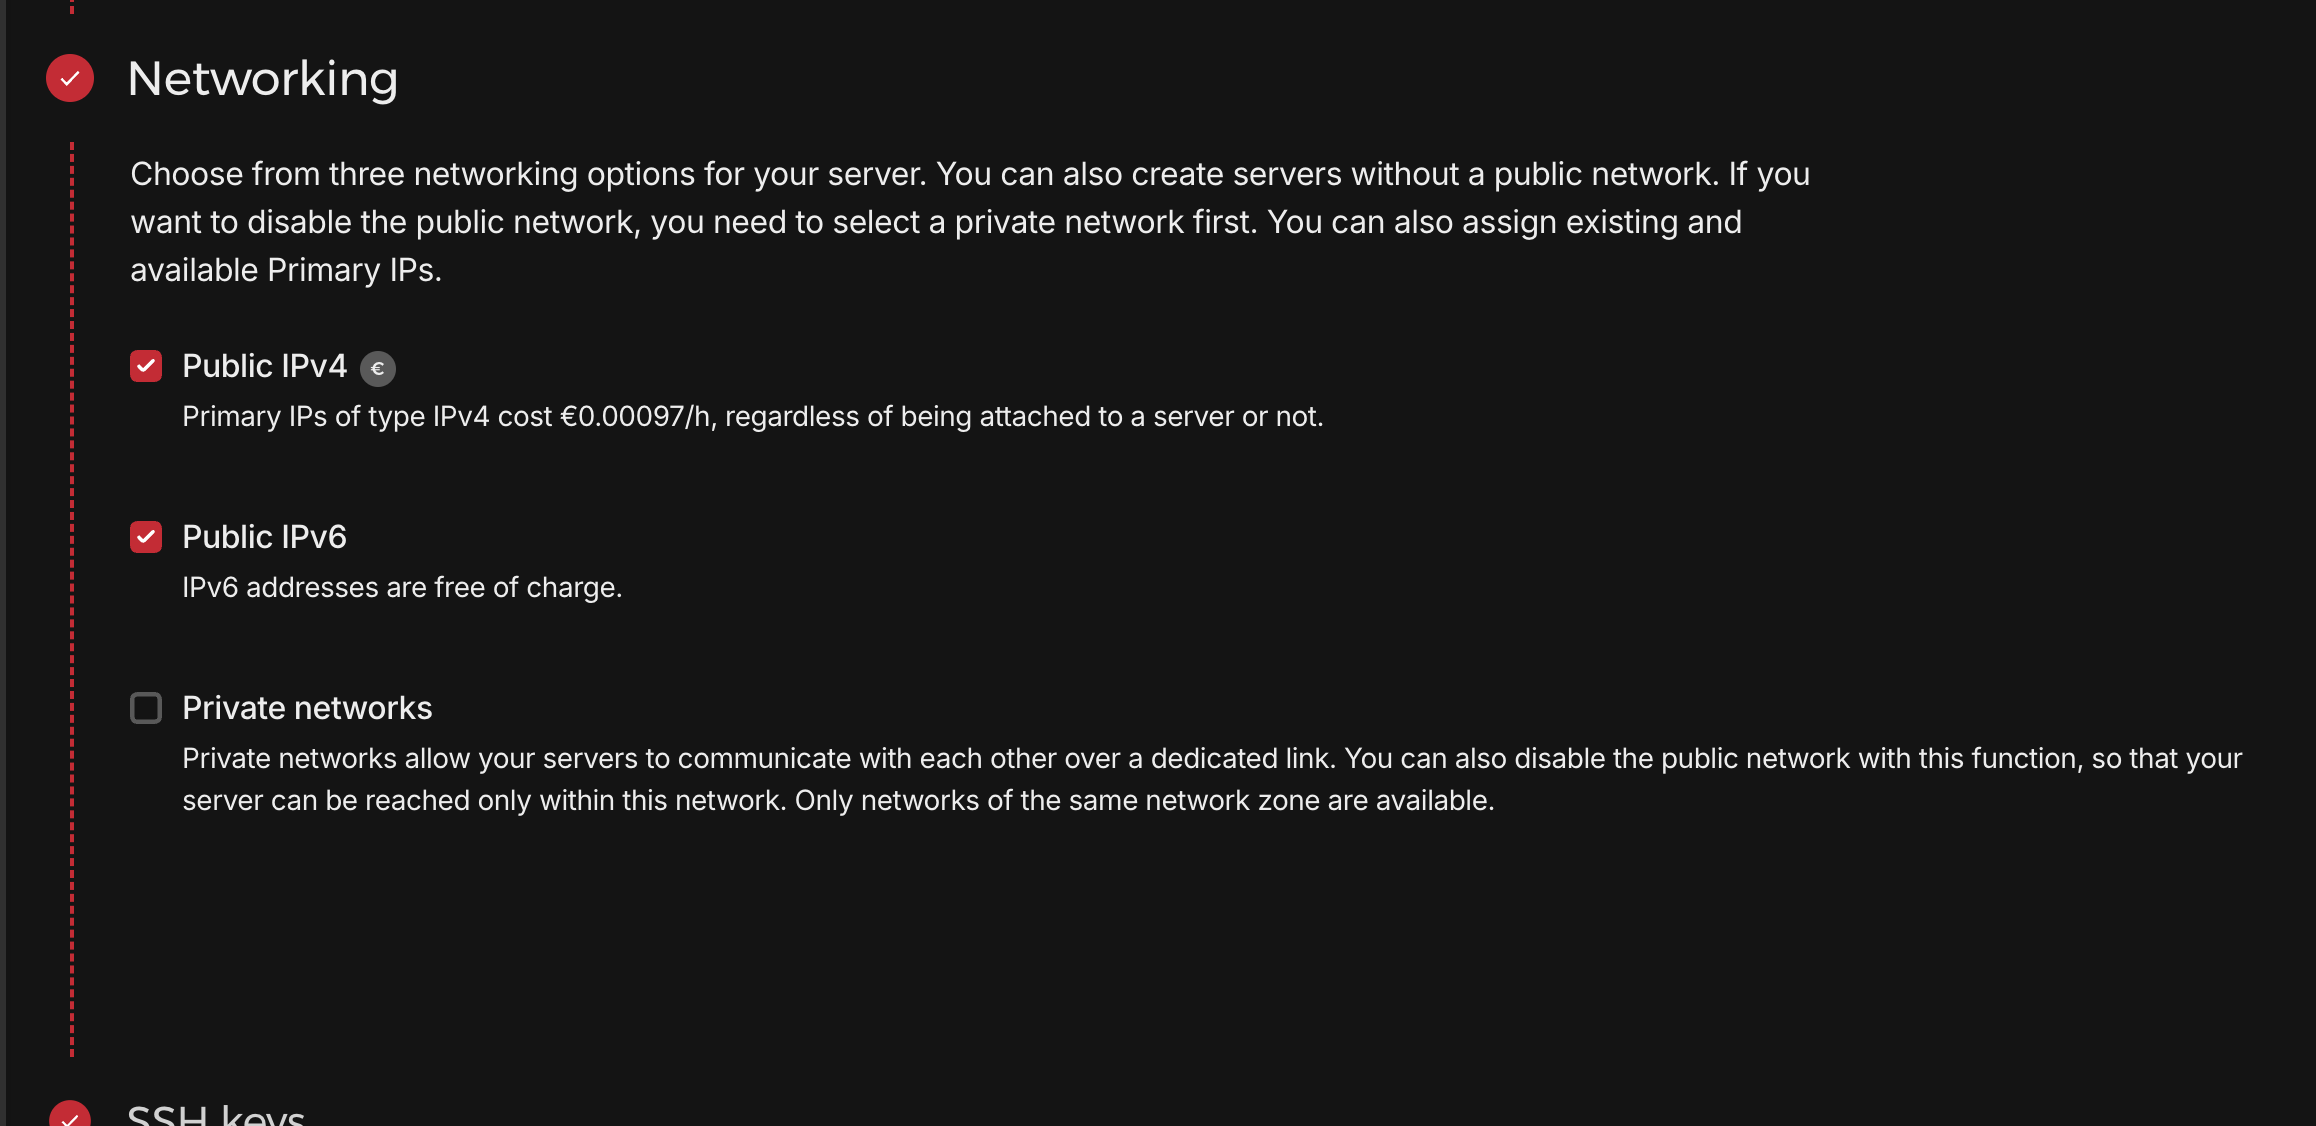 Networking
Choose from three networking options for your server. You can also create servers without a public network. If you
want to disable the public network, you need to select a private network first. You can also assign existing and
available Primary IPs.
Public IPv4 €
Primary IPs of type IPv4 cost €0.00097/h, regardless of being attached to a server or not.
Public IPv6
IPv6 addresses are free of charge.
Private networks
Private networks allow your servers to communicate with each other over a dedicated link. You can also disable the public network with this function, so that your
server can be reached only within this network. Only networks of the same network zone are available.
SSH keys